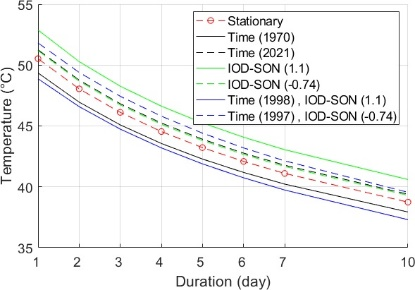 55
50
45
40
35
Temperature (°C)
1
2
3
4
5
6
7
10
Duration (day)
Stationary
Time (1970)
Time (2021)
IOD-SON (1.1)
IOD-SON (-0.74)
Time (1998) , IOD-SON (1.1)
Time (1997) , IOD-SON (-0.74)